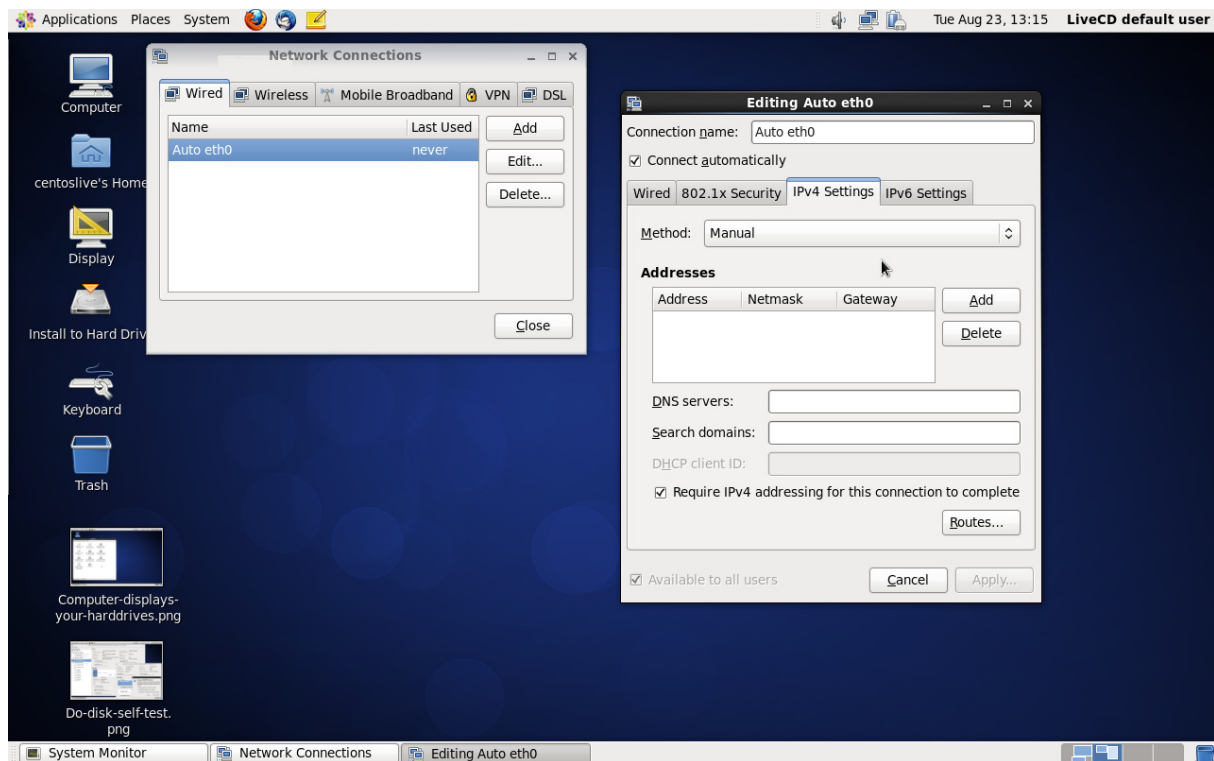 Applications Places System
Tue Aug 23, 13:15 LiveCD default user
Computer
centoslive's Home
Display
Install to Hard Driv
Keyboard
Trash
Computer-displays-
your-harddrives.png
Do-disk-self-test.
png
Network Connections
Wired Wireless Mobile Broadband VPN DSL
Name Last Used Add
Auto eth0 never
Edit...
Delete...
Close
Editing Auto eth0
Connection name: Auto eth0
Connect automatically
Wired 802.1x Security IPv4 Settings IPv6 Settings
Method: Manual
Addresses
Address Netmask Gateway Add
Delete
DNS servers:
Search domains:
DHCP client ID:
Require IPv4 addressing for this connection to complete
Routes...
Available to all users Cancel Apply...
System Monitor Network Connections Editing Auto eth0